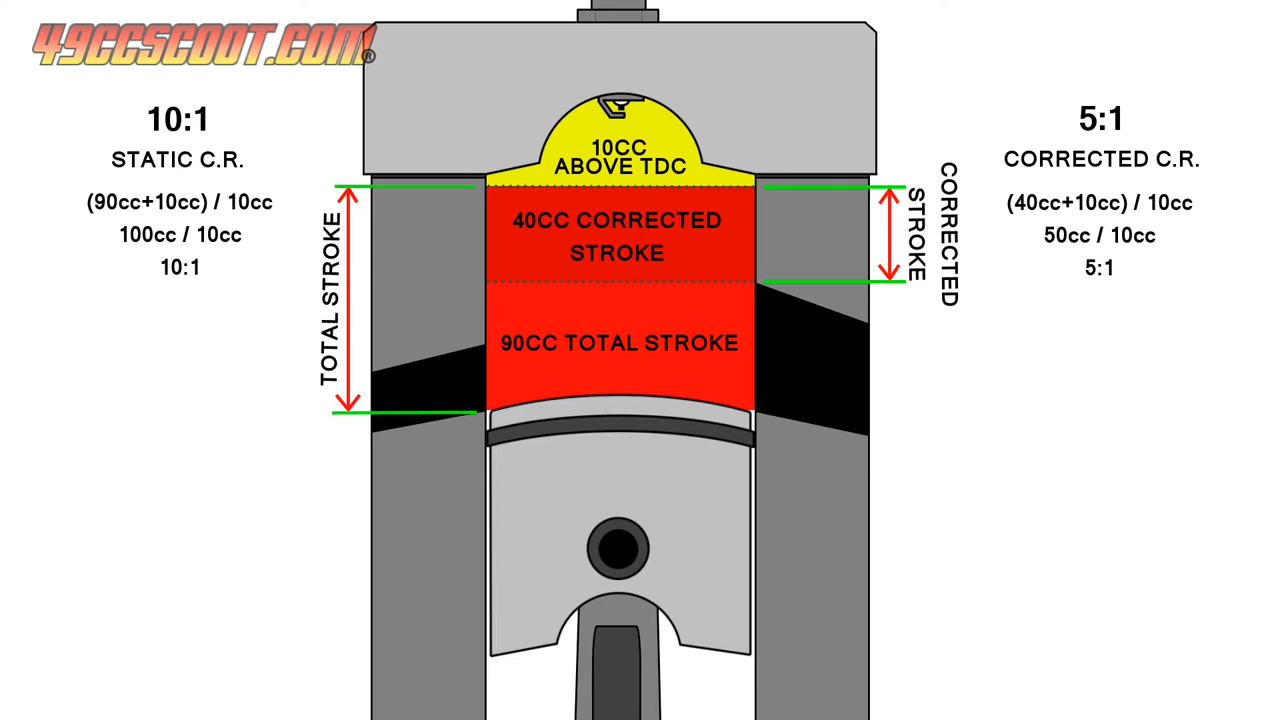 49CCSCOOT.COM®
10:1
STATIC C.R.
(90cc+10cc) / 10cc
100cc / 10cc
10:1
TOTAL STROKE
10CC
ABOVE TDC
40CC CORRECTED
STROKE
90CC TOTAL STROKE
CORRECTED
STROKE
5:1
CORRECTED C.R.
(40cc+10cc) / 10cc
50cc / 10cc
5:1